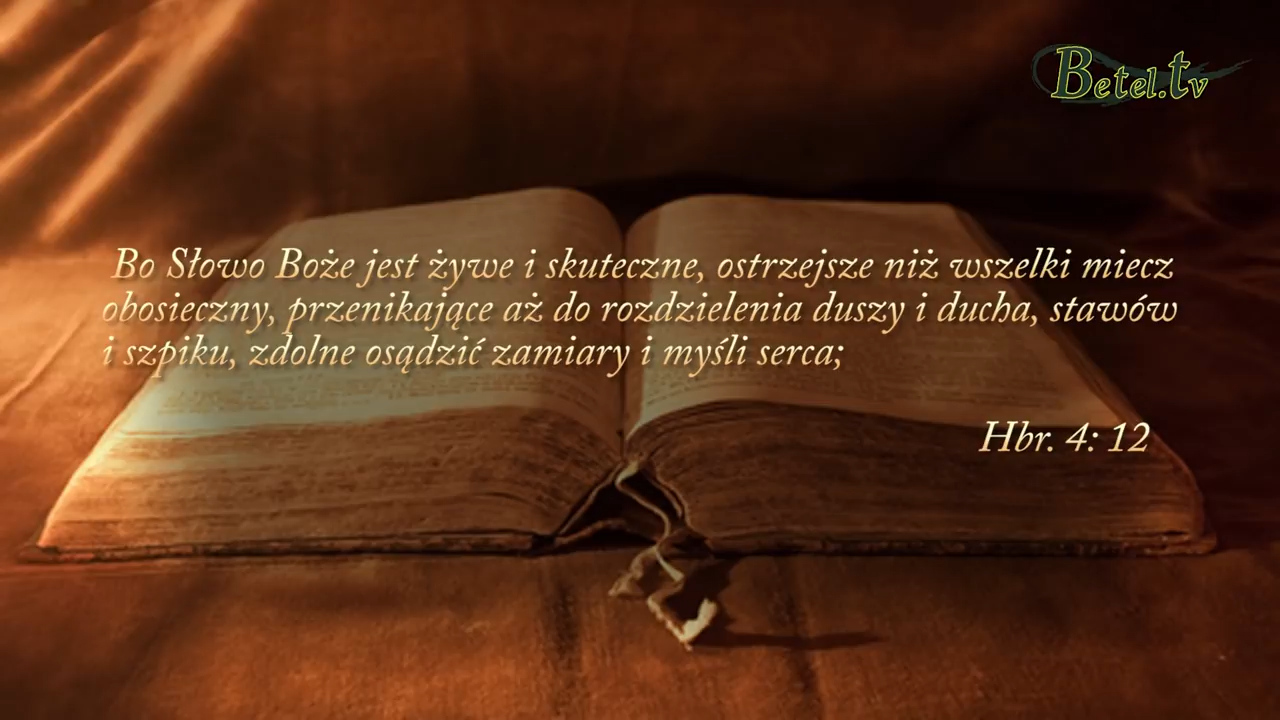 Betel.tv
Bo Słowo Boże jest żywe i skuteczne, ostrzejsze niż wszelki miecz
obosieczny, przenikające aż do rozdzielenia duszy i ducha, stawów
i szpiku, zdolne osądzić zamiary i myśli serca;
Hbr. 4: 12